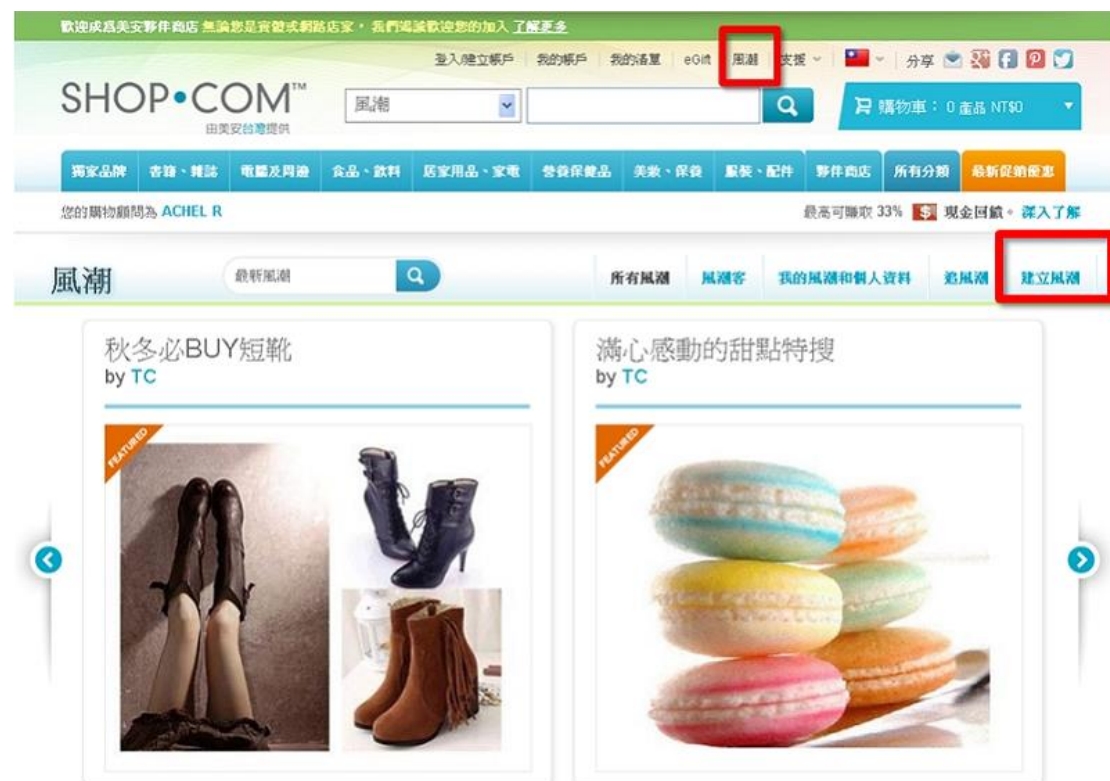 歡迎成為美安夥伴商店 無論您是實體或網路店家，我們竭誠歡迎您的加入 了解更多
登入/建立帳戶 我的帳戶 我的清單 eGift 風潮 支援 分享
SHOP•COM™ 風潮 購物車： 0 產品 NT$0
由美安台灣提供
獨家品牌 書籍、雜誌 電腦及周邊 食品、飲料 居家用品、家電 營養保健品 美妝、保養 服裝、配件 夥伴商店 所有分類 最新促銷優惠
您的購物顧問為 ACHEL R 最高可賺取 33% $ 現金回饋。 深入了解
風潮 最新風潮 所有風潮 風潮客 我的風潮和個人資料 追風潮 建立風潮
秋冬必BUY短靴
by TC
FEATURED
滿心感動的甜點特搜
by TC
FEATURED